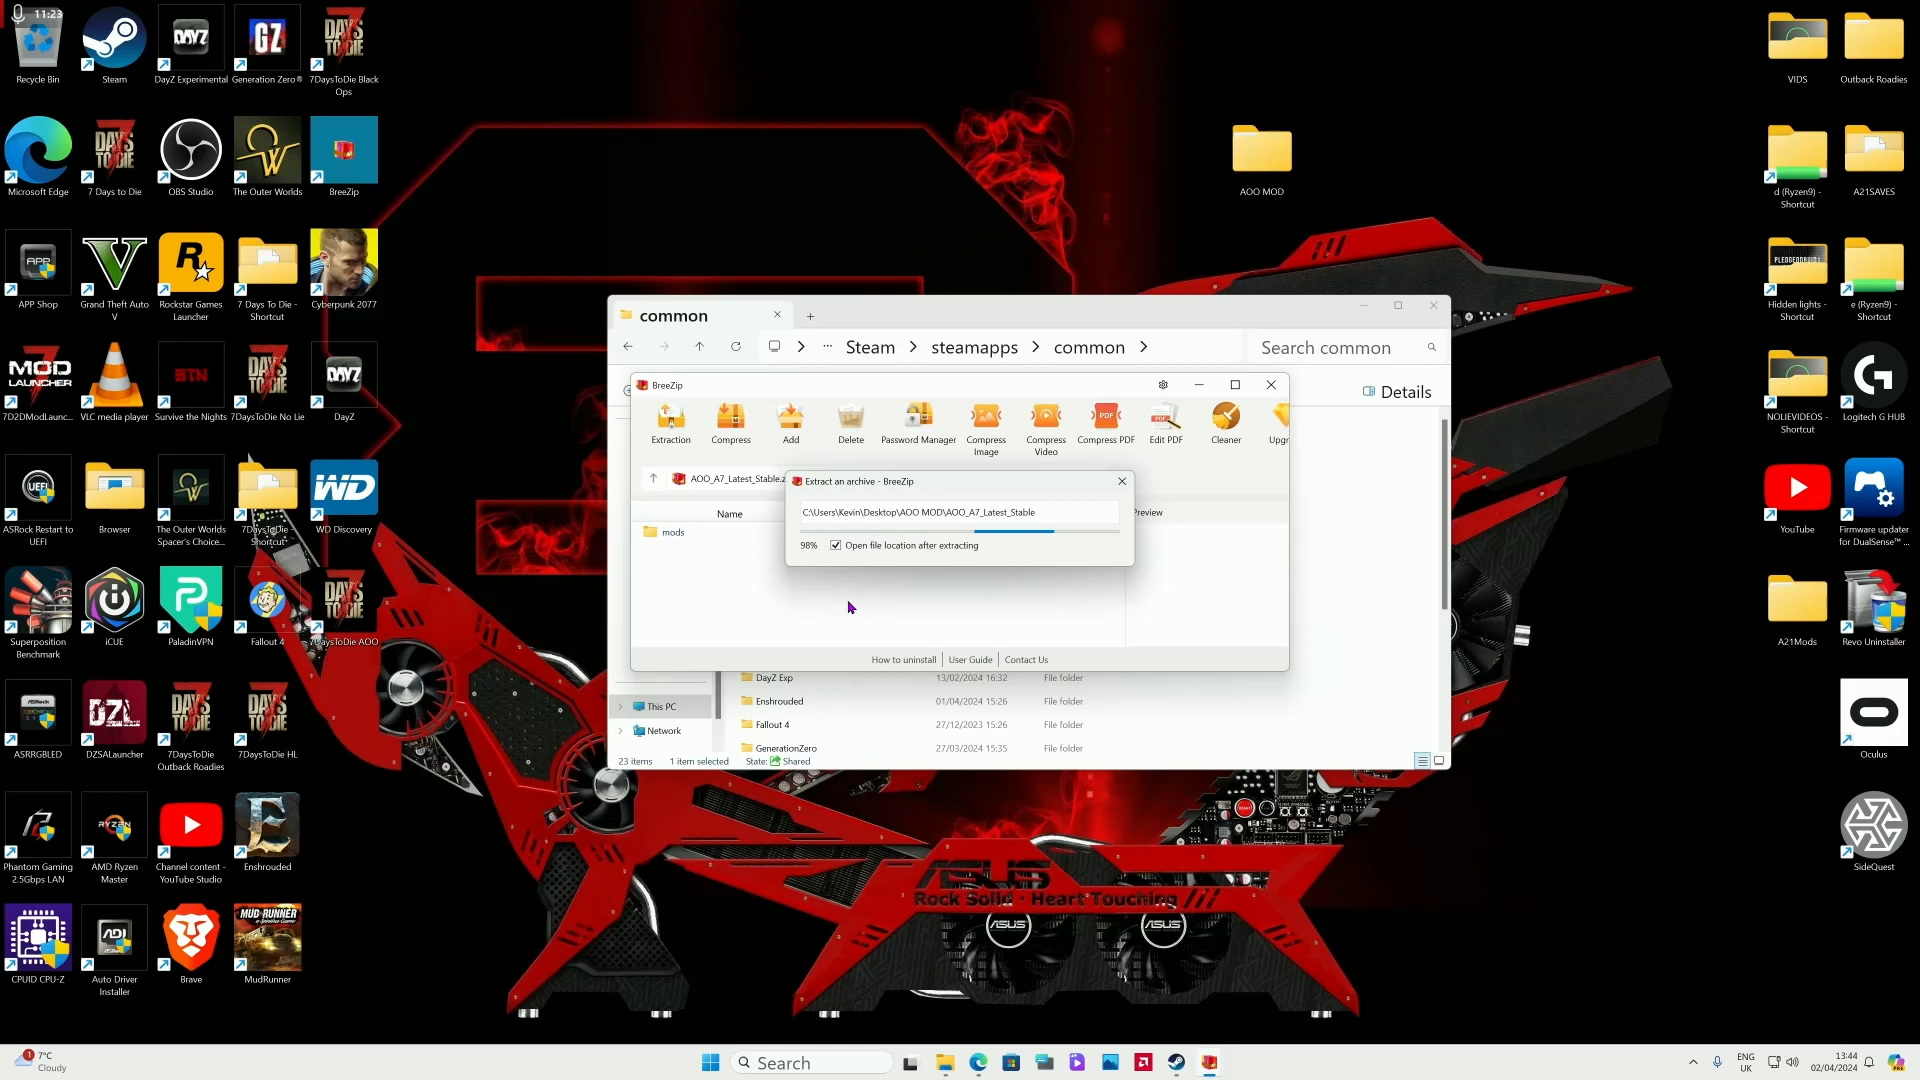 11:23
Recycle Bin
Steam
DayZ Experimental
Generation Zero®
7DaysToDie Black Ops
Microsoft Edge
7 Days to Die
OBS Studio
The Outer Worlds
BreeZip
APP Shop
Grand Theft Auto V
Rockstar Games Launcher
7 Days To Die - Shortcut
Cyberpunk 2077
7D2DModLaunc...
VLC media player
Survive the Nights
7DaysToDie No Lie
DayZ
ASRock Restart to UEFI
Browser
The Outer Worlds Spacer's Choice...
7DaysToDie - Shortcut
WD Discovery
Superposition Benchmark
iCUE
PaladinVPN
Fallout 4
7DaysToDie AOO
ASRRGBLED
DZSALauncher
7DaysToDie Outback Roadies
7DaysToDie HL
Phantom Gaming 2.5Gbps LAN
AMD Ryzen Master
Channel content - YouTube Studio
Enshrouded
CPUID CPU-Z
Auto Driver Installer
Brave
MudRunner
AOO MOD
VIDS
Outback Roadies
d (Ryzen9) - Shortcut
A21SAVES
Hidden lights - Shortcut
e (Ryzen9) - Shortcut
NOLIEVIDEOS - Shortcut
Logitech G HUB
YouTube
Firmware updater for DualSense™ ...
A21Mods
Revo Uninstaller
Oculus
SideQuest
common
Steam
steamapps
common
Search common
Details
BreeZip
Extraction
Compress
Add
Delete
Password Manager
Compress Image
Compress Video
Compress PDF
Edit PDF
Cleaner
Upgr
AOO_A7_Latest_Stable.z
Name
Preview
mods
Extract an archive - BreeZip
C:\Users\Kevin\Desktop\AOO MOD\AOO_A7_Latest_Stable
98%
Open file location after extracting
How to uninstall
User Guide
Contact Us
This PC
Network
DayZ Exp 13/02/2024 16:32 File folder
Enshrouded 01/04/2024 15:26 File folder
Fallout 4 27/12/2023 15:26 File folder
GenerationZero 27/03/2024 15:35 File folder
23 items 1 item selected State: Shared
ASUS
Rock Solid · Heart Touching
ASUS
ASUS
1
7°C
Cloudy
Search
ENG
UK
13:44
02/04/2024